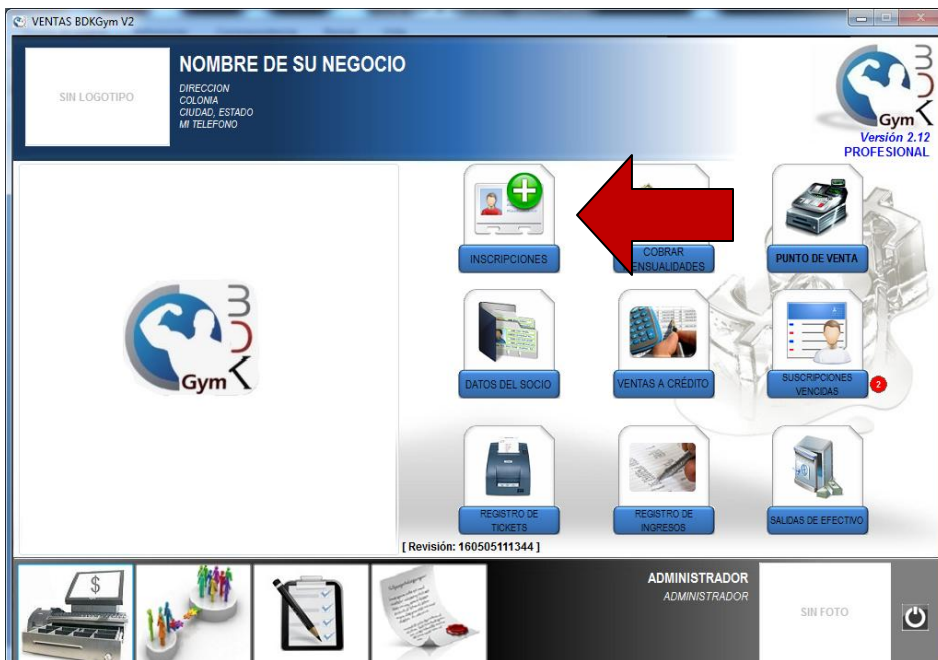 VENTAS BDKGym V2
SIN LOGOTIPO
NOMBRE DE SU NEGOCIO
DIRECCION
COLONIA
CIUDAD, ESTADO
MI TELEFONO
BDK
Gym
Versión 2.12
PROFESIONAL
INSCRIPCIONES
COBRAR
ENSUALIDADES
PUNTO DE VENTA
BDK
Gym
DATOS DEL SOCIO
VENTAS A CRÉDITO
SUSCRIPCIONES
VENCIDAS
2
REGISTRO DE
TICKETS
REGISTRO DE
INGRESOS
SALIDAS DE EFECTIVO
[ Revisión: 160505111344 ]
$
ADMINISTRADOR
ADMINISTRADOR
SIN FOTO